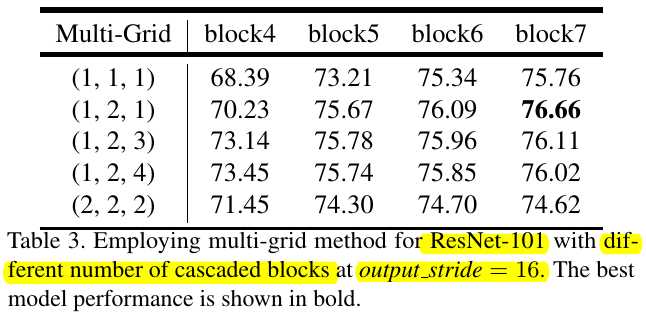 Multi-Grid block4 block5 block6 block7
(1, 1, 1) 68.39 73.21 75.34 75.76
(1, 2, 1) 70.23 75.67 76.09 76.66
(1, 2, 3) 73.14 75.78 75.96 76.11
(1, 2, 4) 73.45 75.74 75.85 76.02
(2, 2, 2) 71.45 74.30 74.70 74.62
Table 3. Employing multi-grid method for ResNet-101 with dif-
ferent number of cascaded blocks at output_stride = 16. The best
model performance is shown in bold.